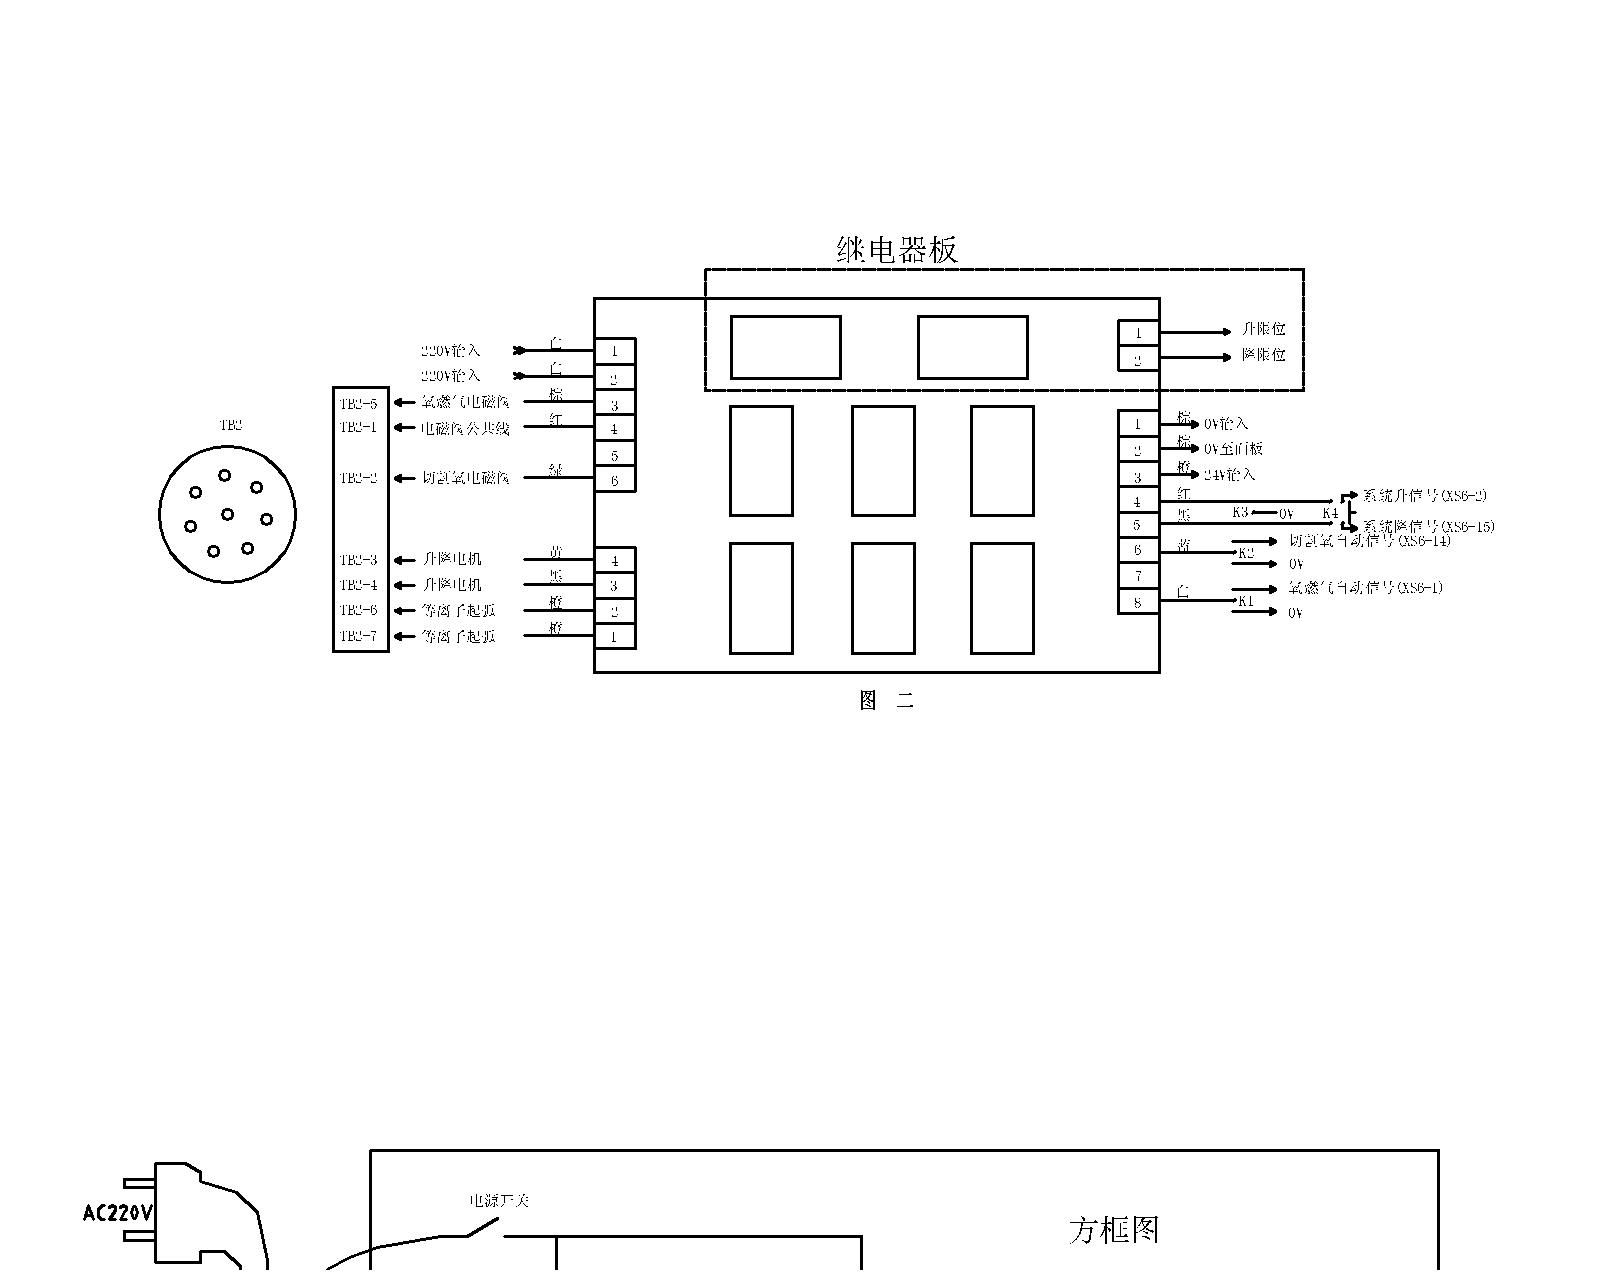 继电器板
1 升限位
2 降限位
220V输入 白 1
220V输入 白 2
TB2-5 氧燃气电磁阀 棕 3
TB2-1 电磁阀公共线 红 4
5
TB2-2 切割氧电磁阀 绿 6
TB2
TB2-3 升降电机 黄 4
TB2-4 升降电机 黑 3
TB2-6 等离子起弧 橙 2
TB2-7 等离子起弧 橙 1
1 棕 0V输入
2 棕 0V至面板
3 橙 24V输入
4 红 系统升信号(XS6-2)
K3 0V K4
5 黑 系统降信号(XS6-15)
切割氧自动信号(XS6-14)
6 黄 K2
0V
7
氧燃气自动信号(XS6-1)
8 白 K1
0V
图 二
电源开关
AC220V
方框图